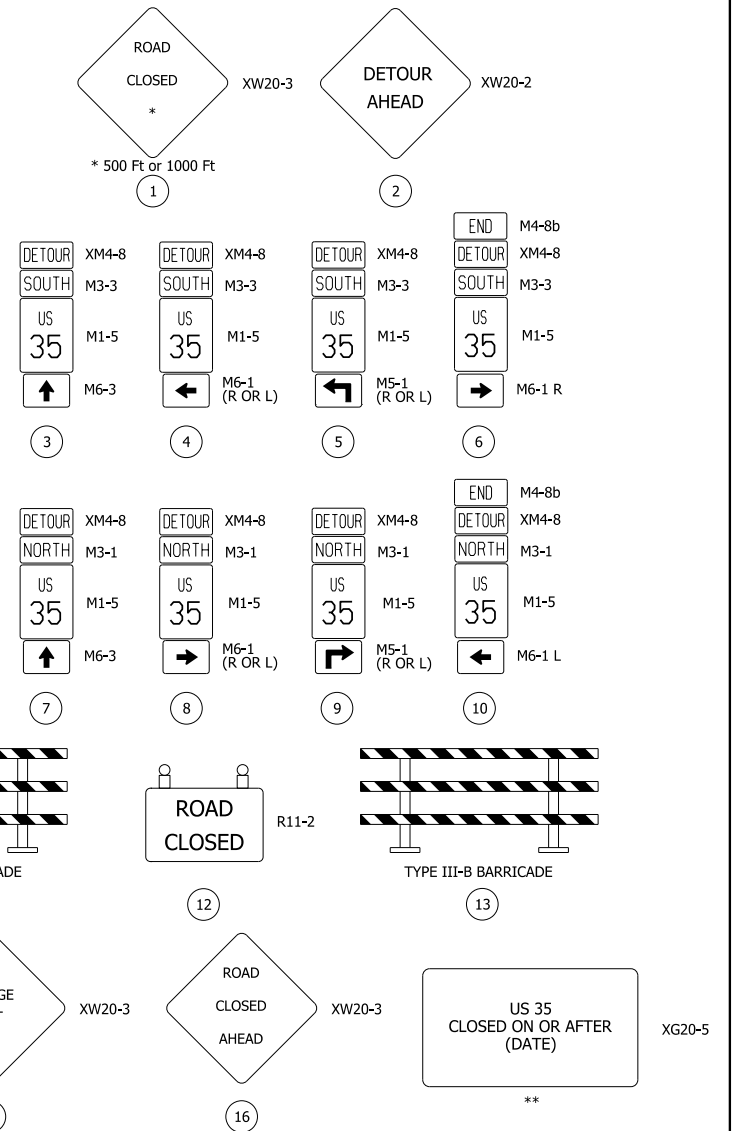 ROAD
CLOSED
*
XW20-3
* 500 Ft or 1000 Ft
1
DETOUR
AHEAD
XW20-2
2
DETOUR
XM4-8
SOUTH
M3-3
US
35
M1-5
M6-3
3
DETOUR
XM4-8
SOUTH
M3-3
US
35
M1-5
M6-1
(R OR L)
4
DETOUR
XM4-8
SOUTH
M3-3
US
35
M1-5
M5-1
(R OR L)
5
END
M4-8b
DETOUR
XM4-8
SOUTH
M3-3
US
35
M1-5
M6-1 R
6
DETOUR
XM4-8
NORTH
M3-1
US
35
M1-5
M6-3
7
DETOUR
XM4-8
NORTH
M3-1
US
35
M1-5
M6-1
(R OR L)
8
DETOUR
XM4-8
NORTH
M3-1
US
35
M1-5
M5-1
(R OR L)
9
END
M4-8b
DETOUR
XM4-8
NORTH
M3-1
US
35
M1-5
M6-1 L
10
ROAD
CLOSED
R11-2
12
TYPE III-B BARRICADE
13
XW20-3
ROAD
CLOSED
AHEAD
XW20-3
16
US 35
CLOSED ON OR AFTER
(DATE)
XG20-5
**